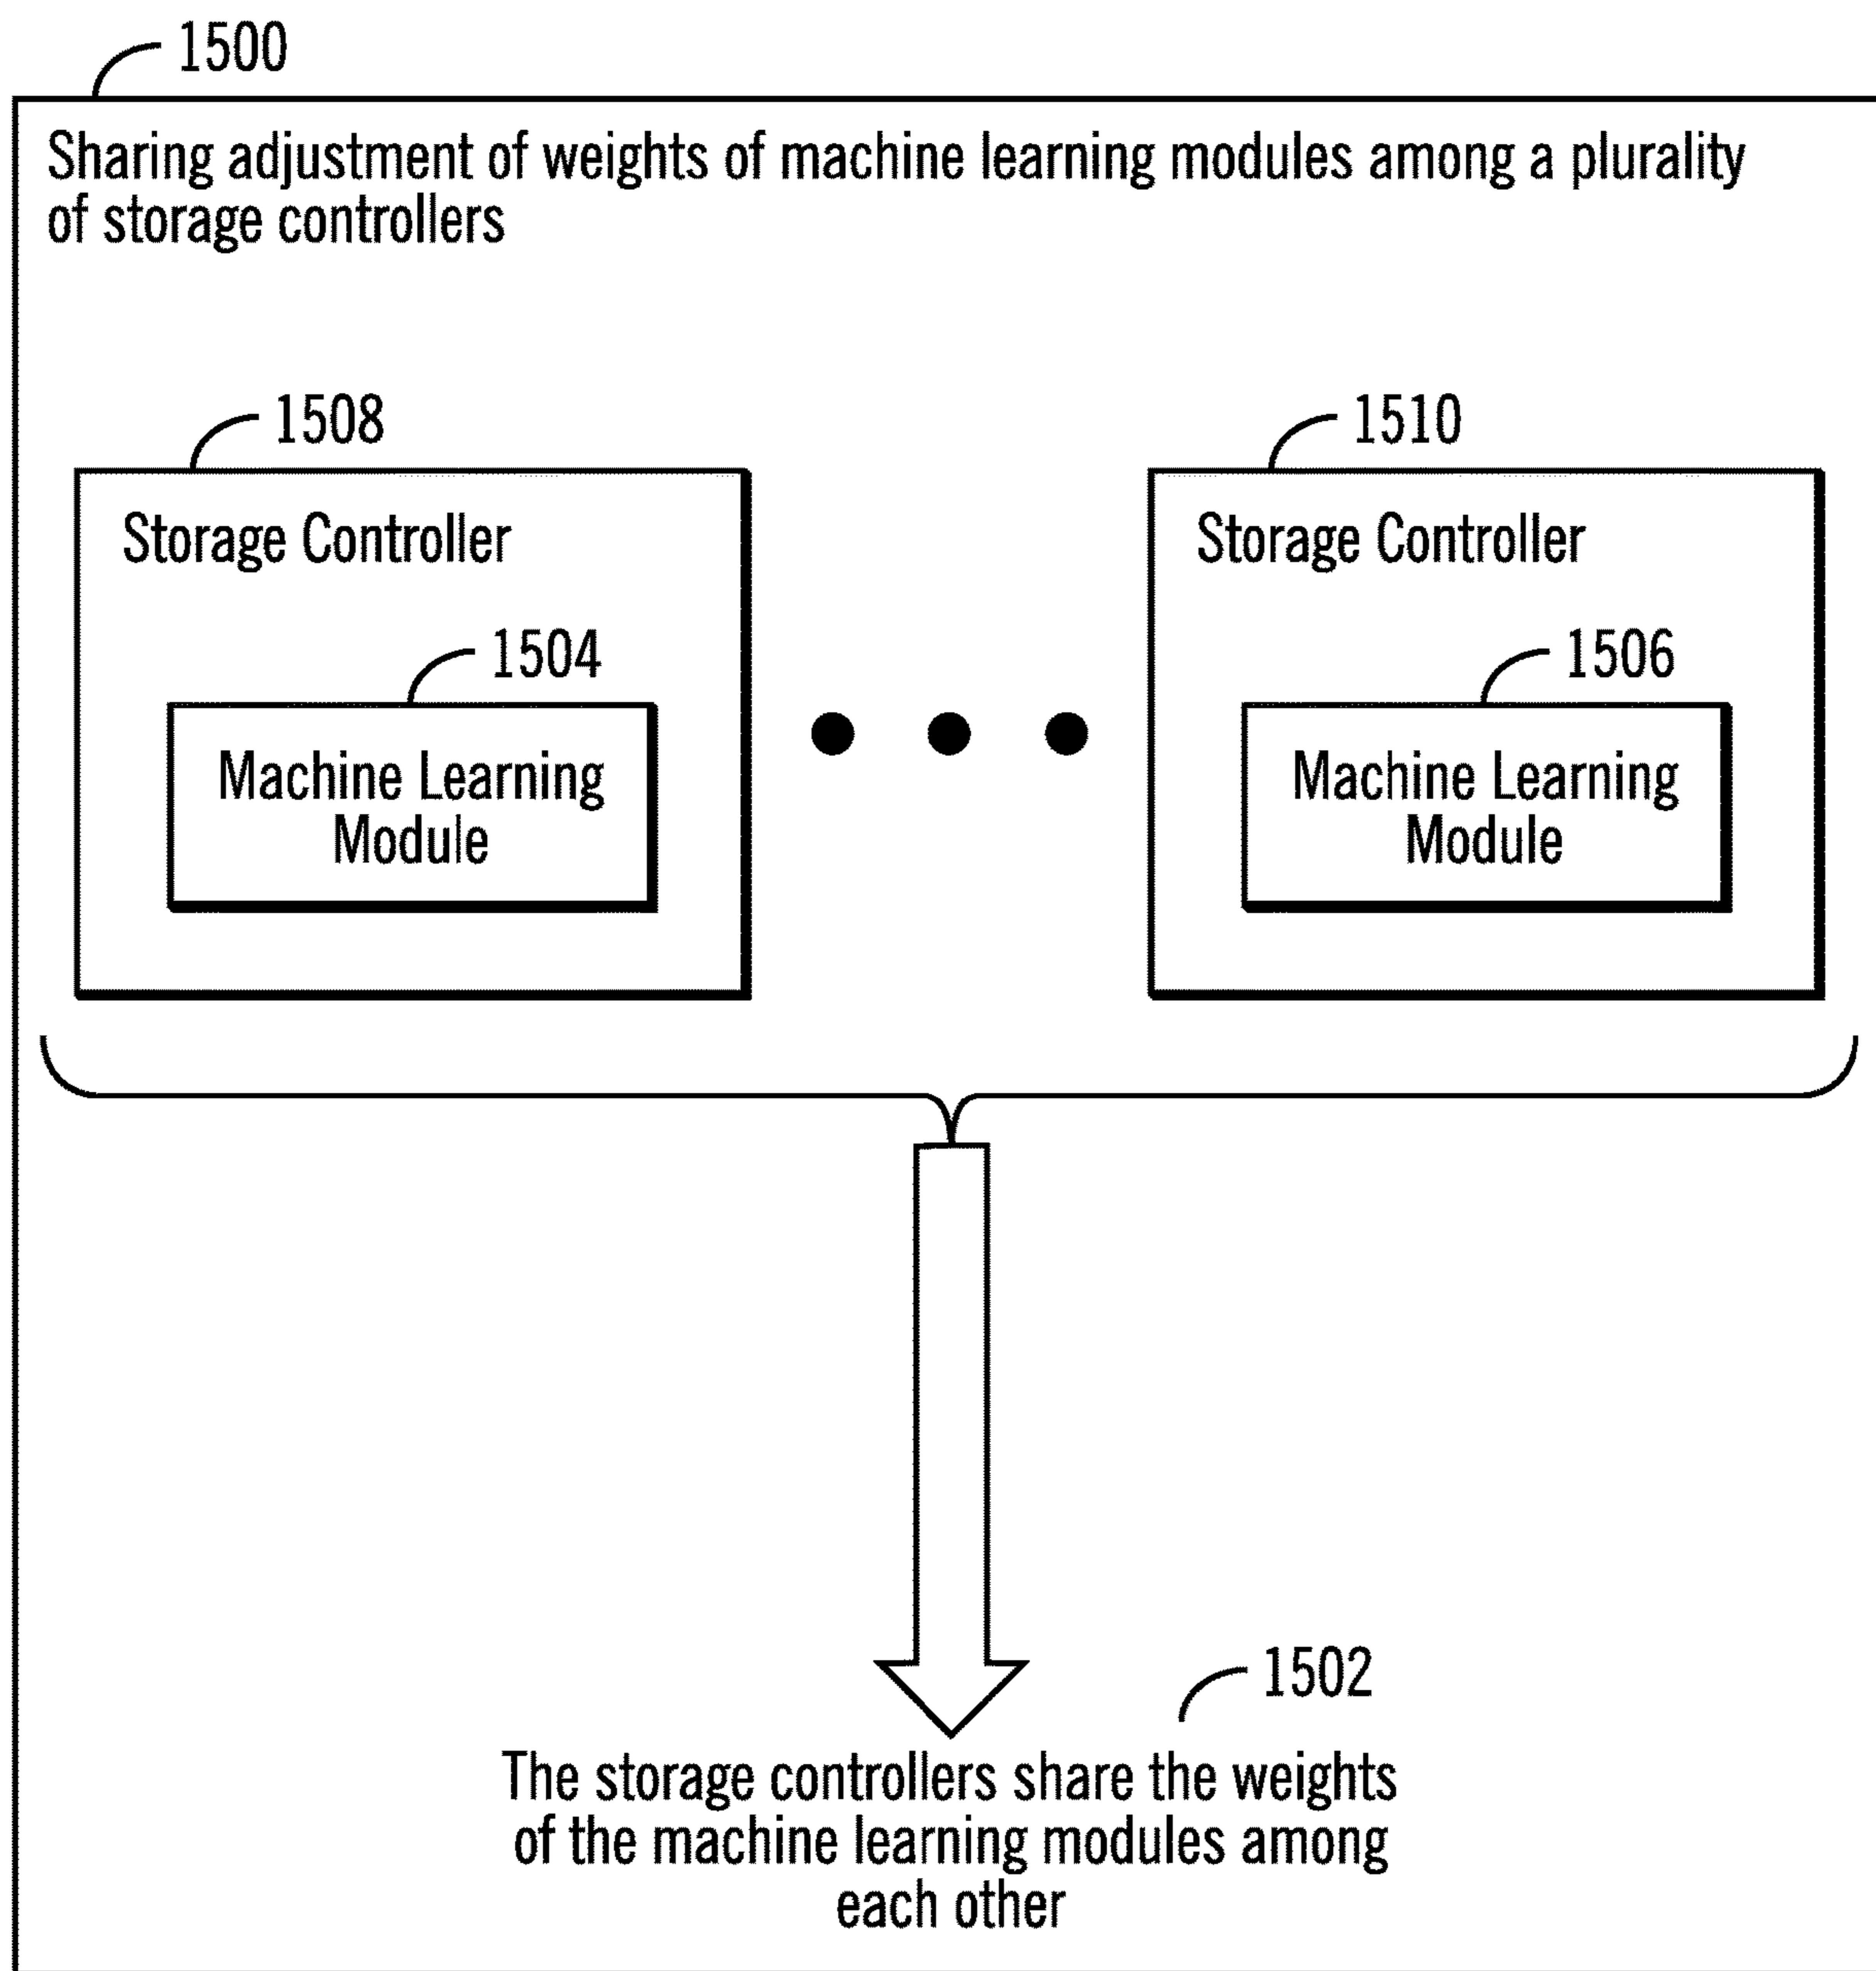 1500
Sharing adjustment of weights of machine learning modules among a plurality
of storage controllers
1508
Storage Controller
1504
Machine Learning
Module
1510
Storage Controller
1506
Machine Learning
Module
1502
The storage controllers share the weights
of the machine learning modules among
each other